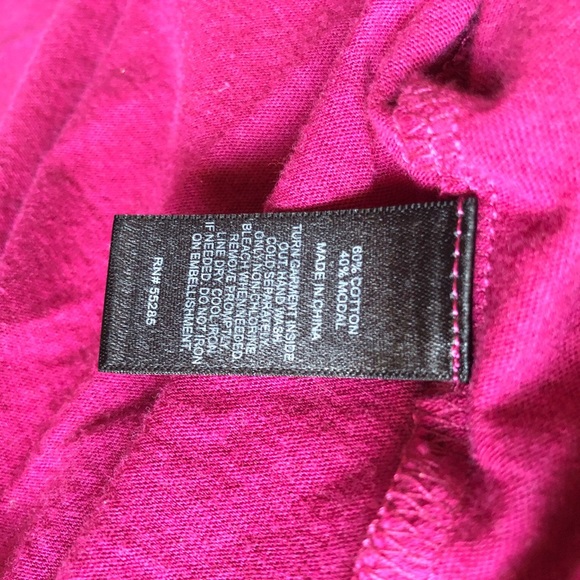 60% COTTON
40% MODAL
MADE IN CHINA
TURN GARMENT INSIDE
OUT. HAND WASH
COLD SEPARATELY.
ONLY NON-CHLORINE
BLEACH WHEN NEEDED.
REMOVE PROMPTLY.
LINE DRY. COOL IRON
IF NEEDED. DO NOT IRON
ON EMBELLISHMENT.
RN# 55285